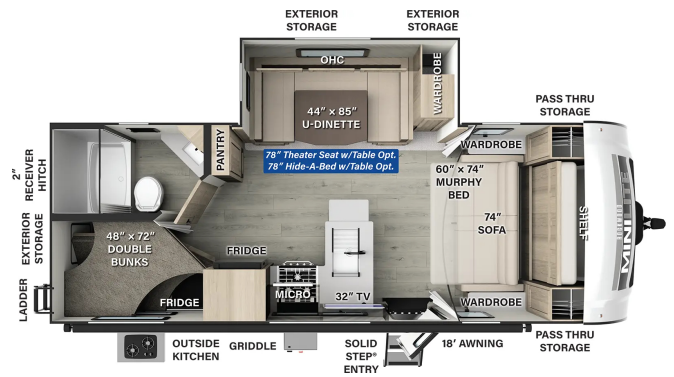 EXTERIOR
STORAGE
EXTERIOR
STORAGE
OHC
WARDROBE
44" × 85"
U-DINETTE
PASS THRU
STORAGE
PANTRY
78" Theater Seat w/Table Opt.
78" Hide-A-Bed w/Table Opt.
WARDROBE
2"
RECEIVER
HITCH
60" × 74"
MURPHY
BED
74"
SOFA
SHELF
MINI LITE
EXTERIOR
STORAGE
48" × 72"
DOUBLE
BUNKS
FRIDGE
LADDER
FRIDGE
MICRO
32" TV
WARDROBE
OUTSIDE
KITCHEN
GRIDDLE
SOLID
STEP®
ENTRY
18' AWNING
PASS THRU
STORAGE